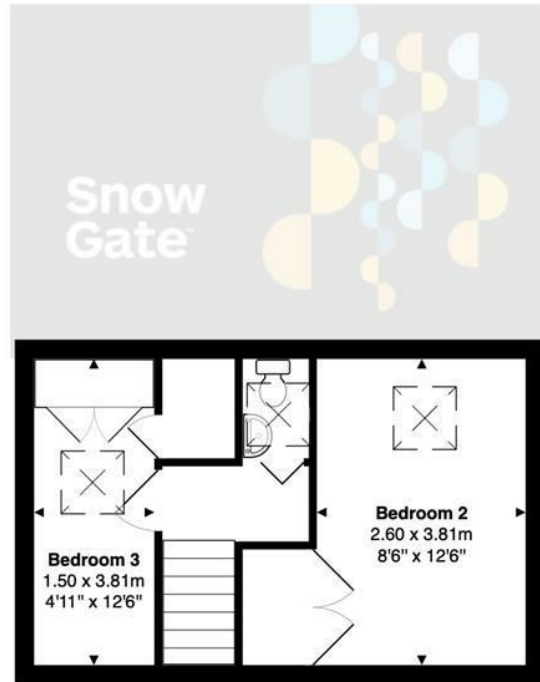 Snow
Gate™
Bedroom 3
1.50 x 3.81m
4'11" x 12'6"
Bedroom 2
2.60 x 3.81m
8'6" x 12'6"